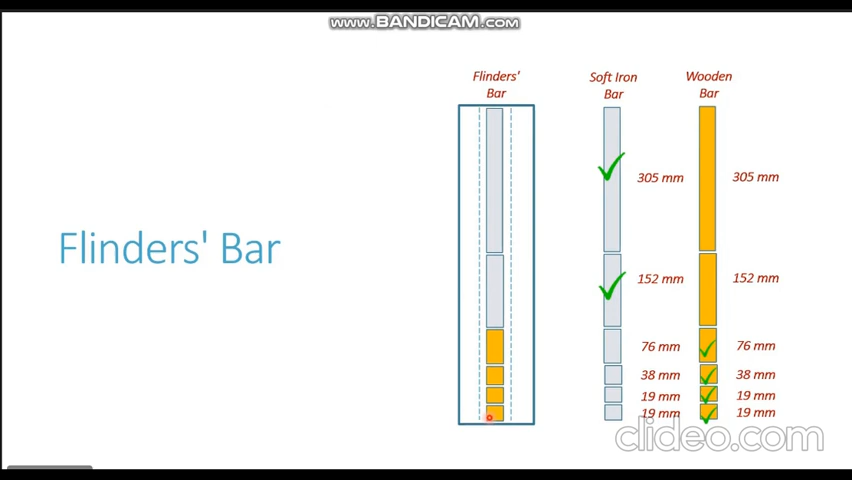 www.BANDICAM.com
Flinders' Bar
Flinders'
Bar
Soft Iron
Bar
Wooden
Bar
305 mm
305 mm
152 mm
152 mm
76 mm
76 mm
38 mm
38 mm
19 mm
19 mm
19 mm
19 mm
clideo.com